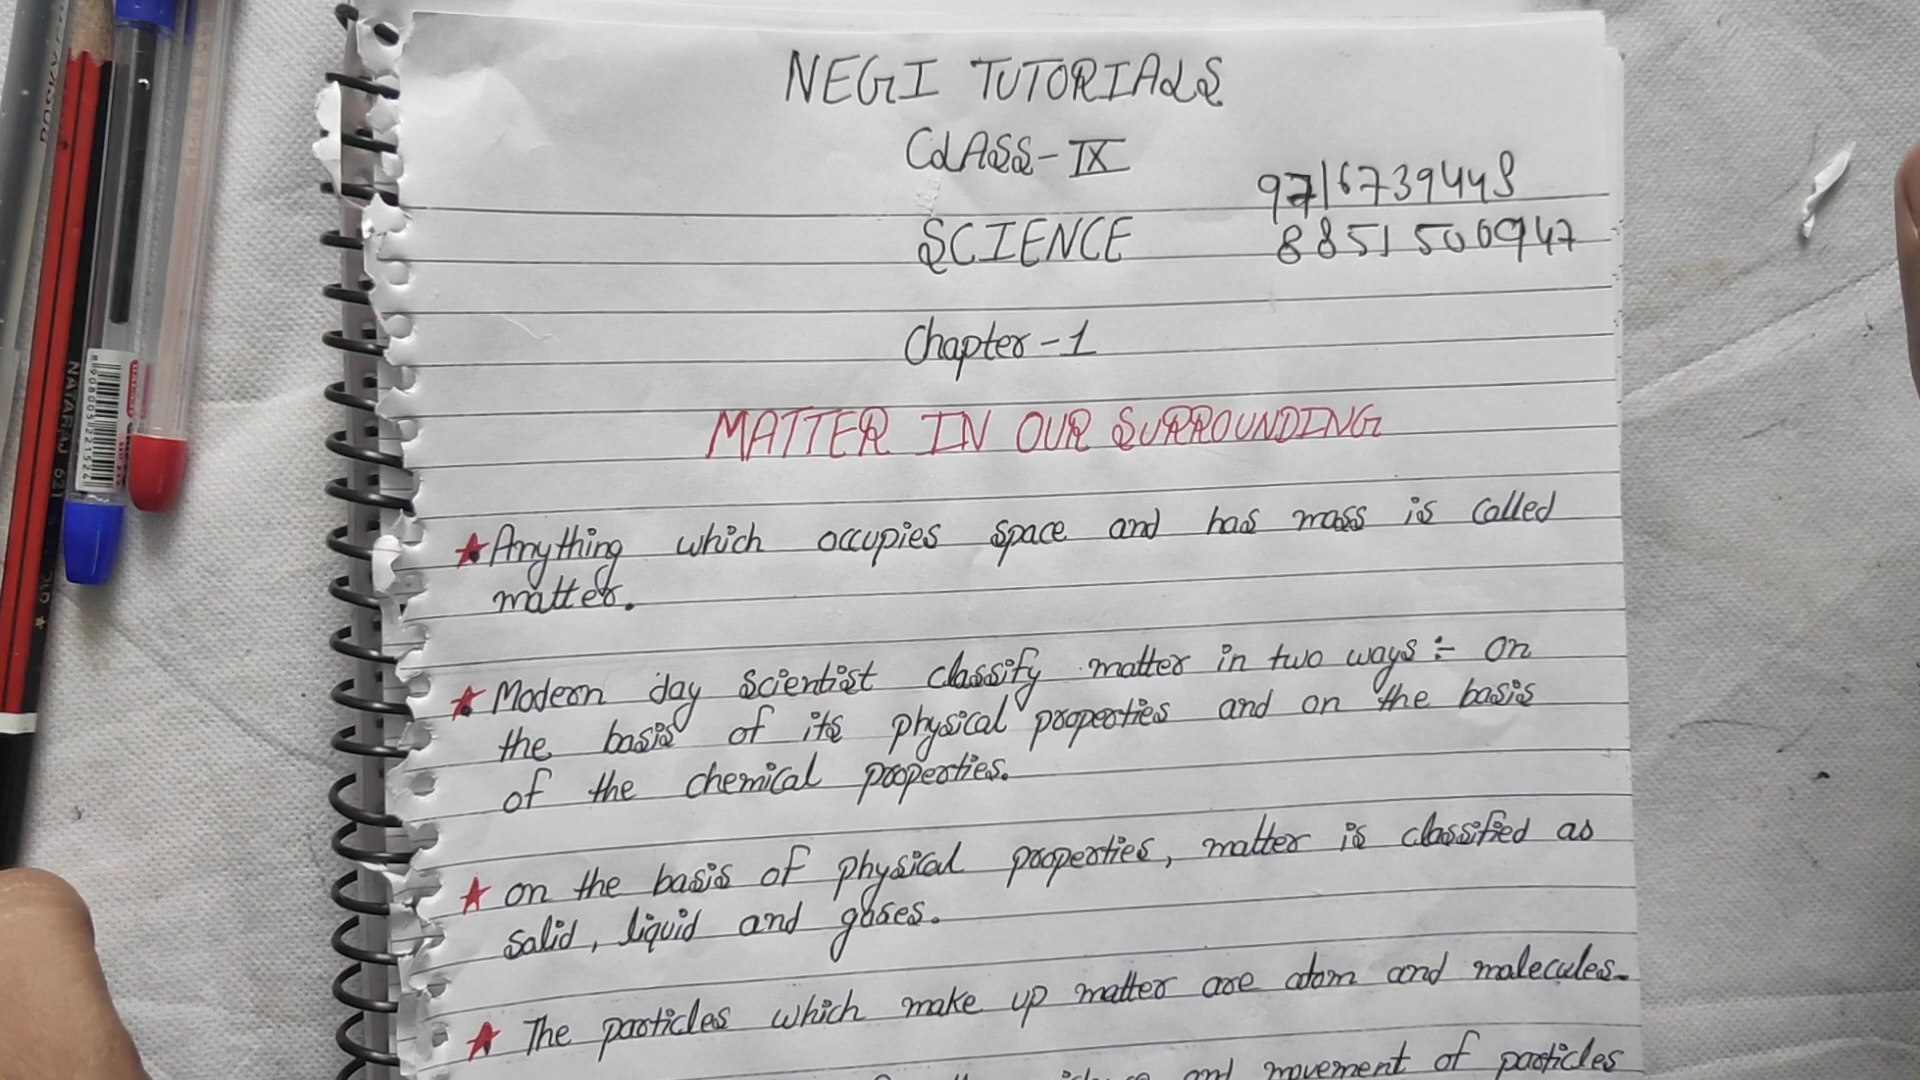 NEGI TUTORIALS
CLASS-IX
9716739448
SCIENCE
8851500947
Chapter-1
MATTER IN OUR SURROUNDING
★ Anything which occupies space and has mass is called
matter.
★ Modern day Scientist classify matter in two ways :- On
the basis of its physical properties and on the basis
of the chemical properties.
★ on the basis of physical properties, matter is classified as
solid, liquid and gases.
★ The particles which make up matter are atom and molecules.
and movement of particles
NATARAJ 621